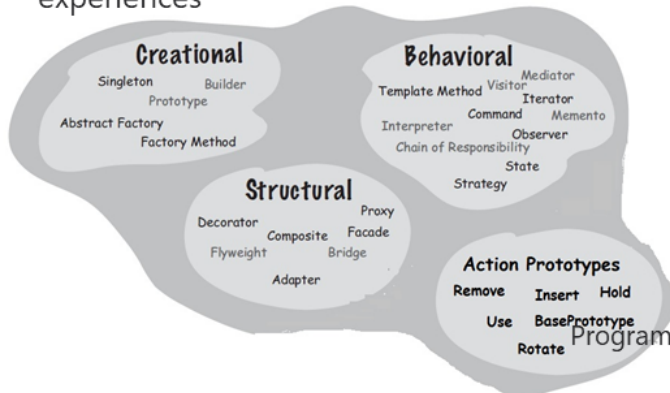 experiences
Creational
Singleton
Builder
Prototype
Abstract Factory
Factory Method
Behavioral
Mediator
Template Method
Visitor
Iterator
Command
Memento
Interpreter
Observer
Chain of Responsibility
State
Strategy
Structural
Proxy
Decorator
Composite
Facade
Flyweight
Bridge
Adapter
Action Prototypes
Remove
Insert
Hold
Use
BasePrototype
Rotate
Program